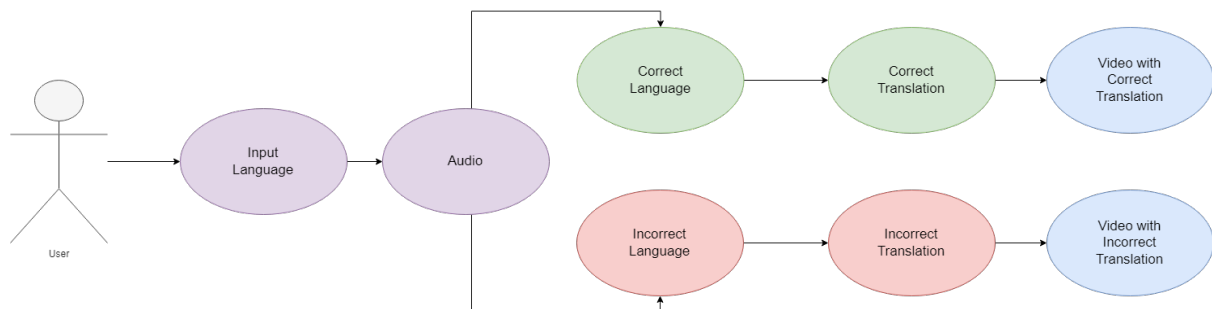 User
Input
Language
Audio
Correct
Language
Correct
Translation
Video with
Correct
Translation
Incorrect
Language
Incorrect
Translation
Video with
Incorrect
Translation